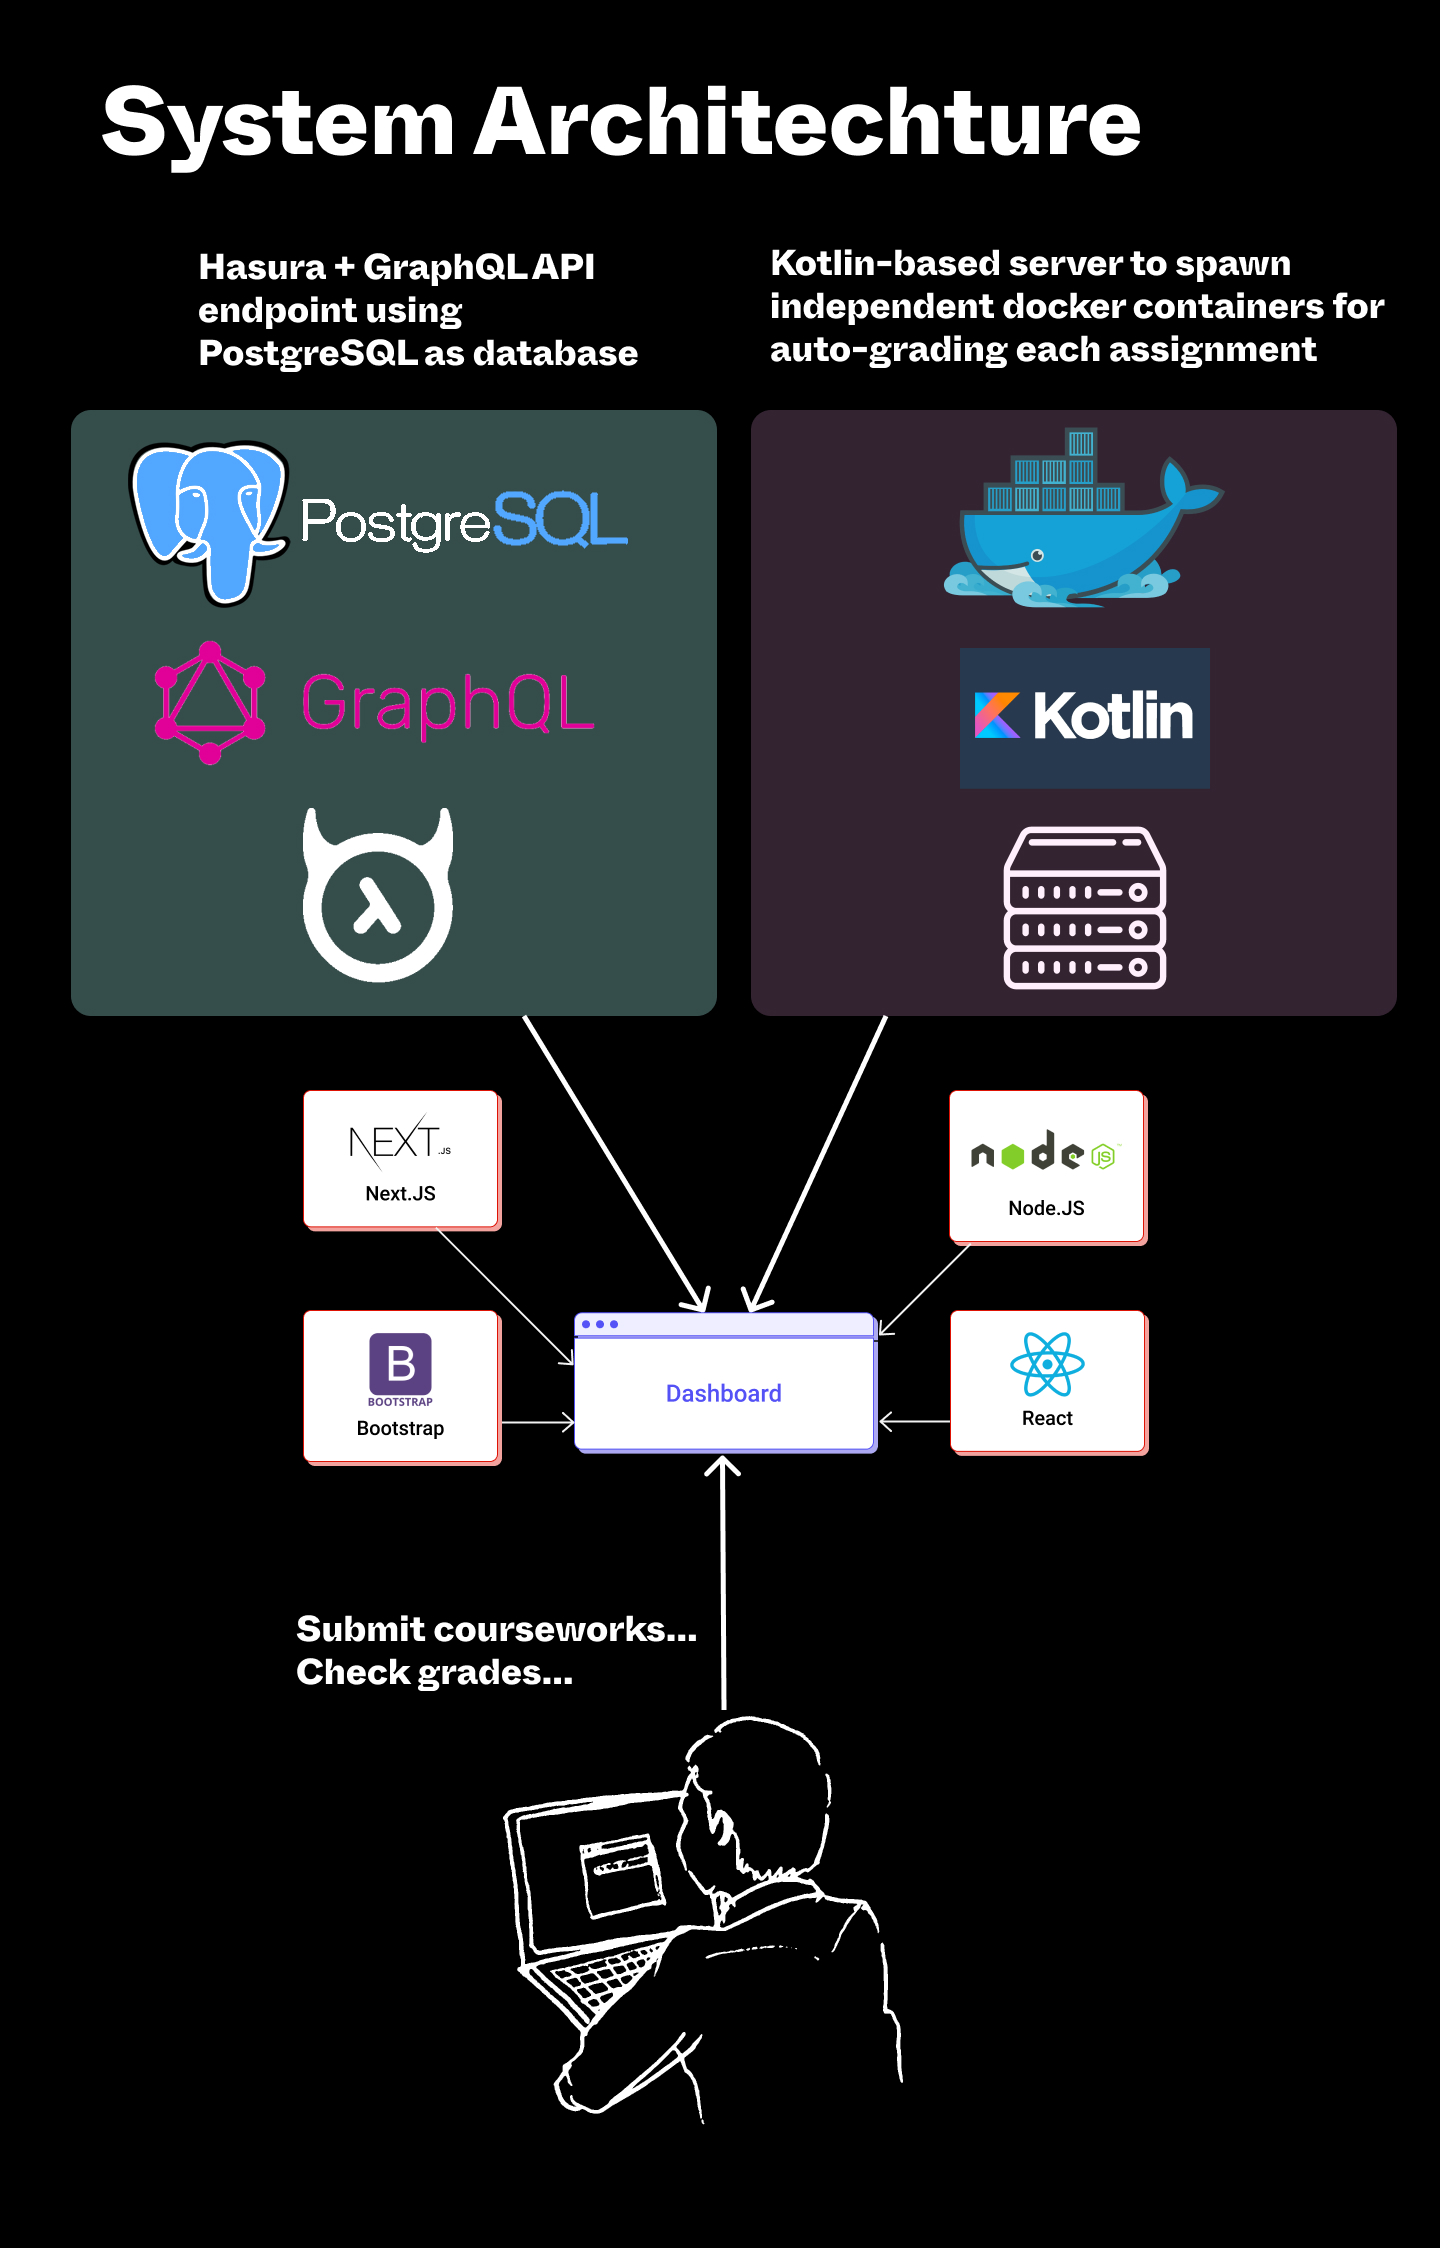 System Architechture
Hasura + GraphQL API
endpoint using
PostgreSQL as database
Kotlin-based server to spawn
independent docker containers for
auto-grading each assignment
PostgreSQL
GraphQL
Kotlin
NEXT.JS
Next.JS
node JS
Node.JS
B
BOOTSTRAP
Bootstrap
Dashboard
React
Submit courseworks...
Check grades...